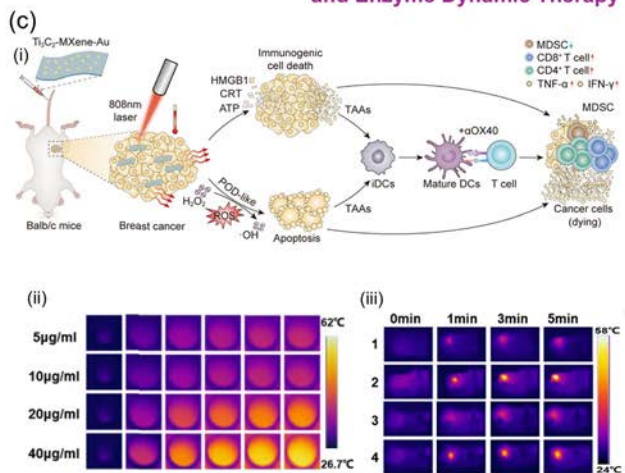 and Enzyme Dynamic Therapy
(c)
Ti₃C₂-MXene-Au
(i)
808nm
laser
HMGB1
CRT
ATP
Immunogenic
cell death
TAAs
MDSC↓
CD8⁺ T cell↑
CD4⁺ T cell↑
TNF-α↑ IFN-γ↑
MDSC
+αOX40
iDCs
Mature DCs
T cell
Cancer cells
(dying)
POD-like
H₂O₂
ROS
·OH
TAAs
Apoptosis
Breast cancer
Balb/c mice
(ii)
5μg/ml
10μg/ml
20μg/ml
40μg/ml
62℃
26.7℃
(iii)
0min 1min 3min 5min
1
2
3
4
58℃
24℃